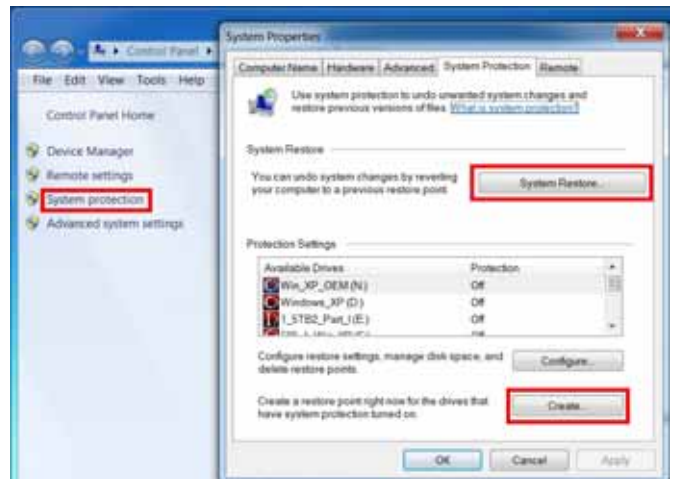 Control Panel
File Edit View Tools Help
Control Panel Home
Device Manager
Remote settings
System protection
Advanced system settings
System Properties
Computer Name Hardware Advanced System Protection Remote
Use system protection to undo unwanted system changes and
restore previous versions of files. What is system protection?
System Restore
You can undo system changes by reverting
your computer to a previous restore point.
System Restore...
Protection Settings
Available Drives Protection
Win_XP_OEM (N:) Off
Windows_XP (D:) Off
1_STB2_Part_I (E:) Off
Configure restore settings, manage disk space, and
delete restore points.
Configure...
Create a restore point right now for the drives that
have system protection turned on.
Create...
OK Cancel Apply